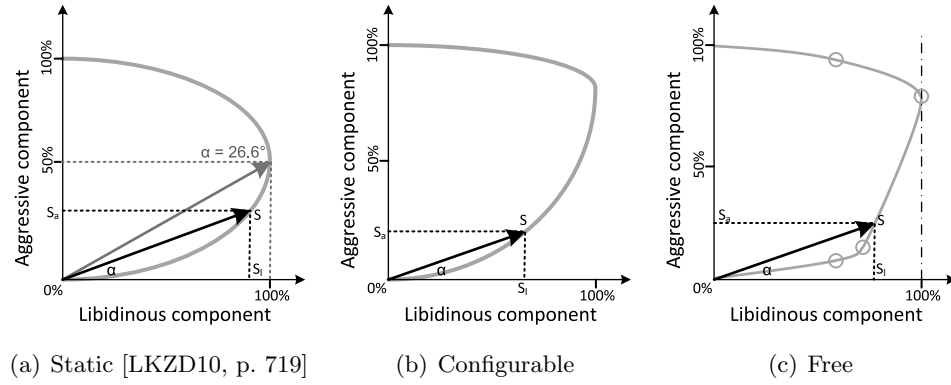 100%
50%
0%
Aggressive component
Libidinous component
100%
α = 26.6°
Sa
S
Sl
α
100%
50%
0%
Aggressive component
Libidinous component
100%
Sa
S
Sl
α
100%
50%
0%
Aggressive component
Libidinous component
100%
Sa
S
Sl
α
(a) Static [LKZD10, p. 719]
(b) Configurable
(c) Free